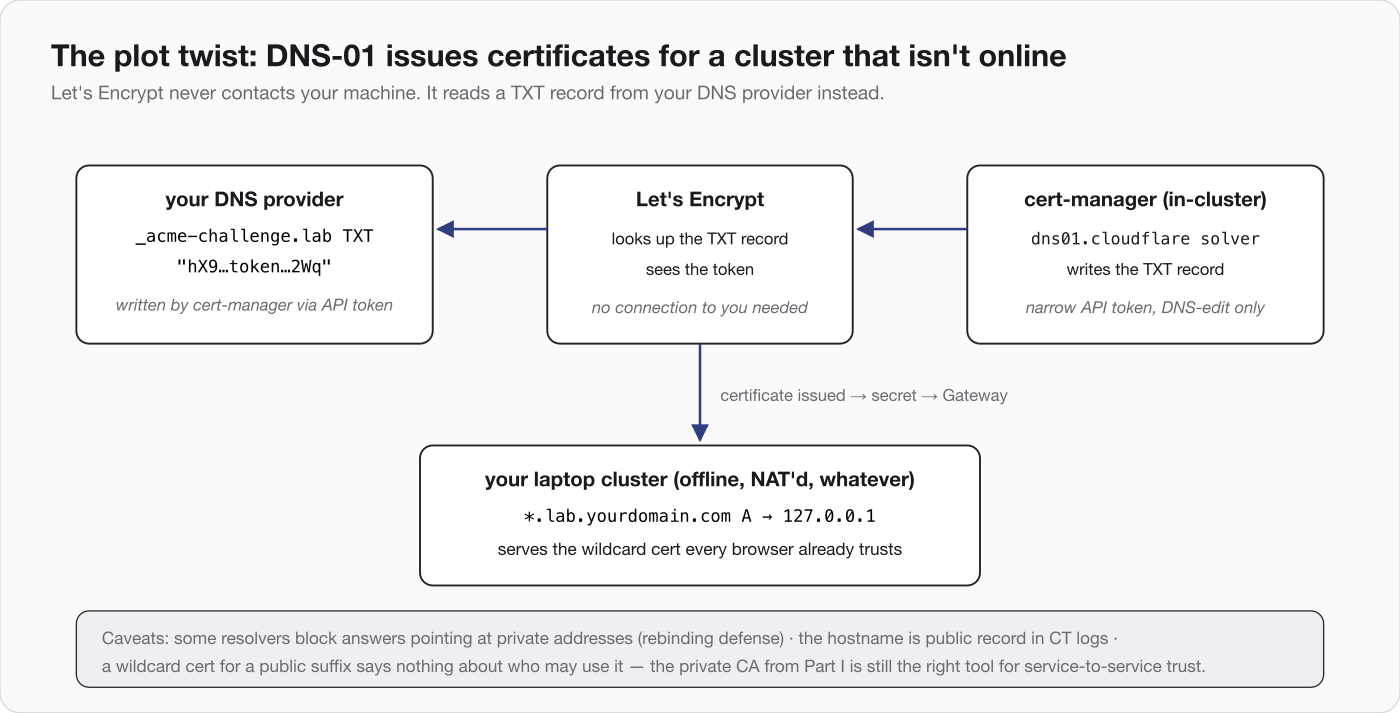 The plot twist: DNS-01 issues certificates for a cluster that isn't online
Let's Encrypt never contacts your machine. It reads a TXT record from your DNS provider instead.
your DNS provider
_acme-challenge.lab TXT
"hX9…token…2Wq"
written by cert-manager via API token
Let's Encrypt
looks up the TXT record
sees the token
no connection to you needed
cert-manager (in-cluster)
dns01.cloudflare solver
writes the TXT record
narrow API token, DNS-edit only
certificate issued → secret → Gateway
your laptop cluster (offline, NAT'd, whatever)
*.lab.yourdomain.com A → 127.0.0.1
serves the wildcard cert every browser already trusts
Caveats: some resolvers block answers pointing at private addresses (rebinding defense) · the hostname is public record in CT logs ·
a wildcard cert for a public suffix says nothing about who may use it — the private CA from Part I is still the right tool for service-to-service trust.